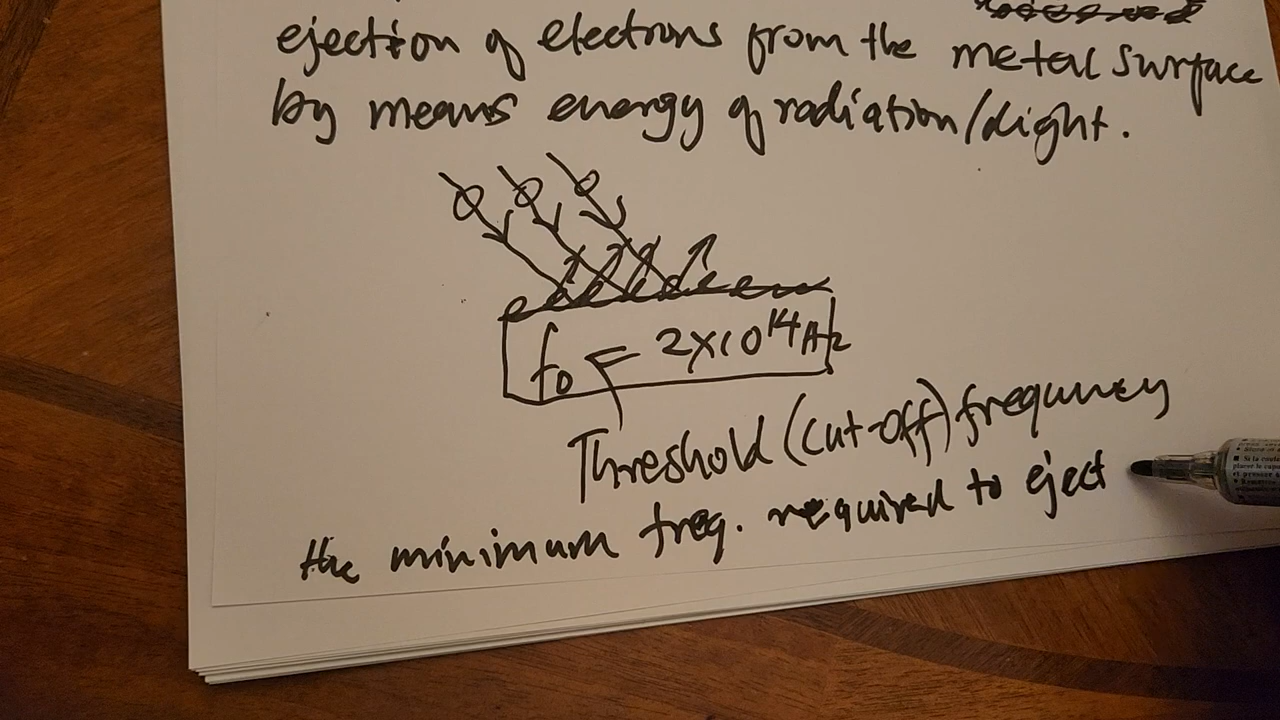 ejection of electrons from the metal surface
by means energy of radiation/light.
f0 = 2x10^14 Hz
Threshold (cut-off) frequency
the minimum freq. required to eject